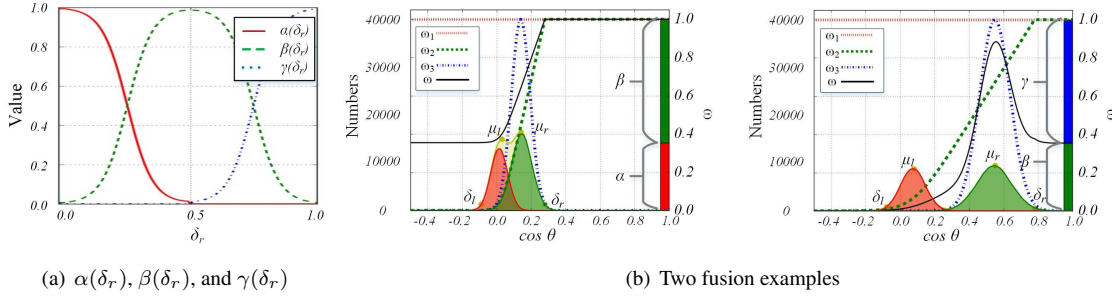 Value
1.0
0.8
0.6
0.4
0.2
0.0
0.0
0.5
1.0
δr
α(δr)
β(δr)
γ(δr)
(a) α(δr), β(δr), and γ(δr)
Numbers
40000
30000
20000
10000
0
-0.4 -0.2 0.0 0.2 0.4 0.6 0.8 1.0
cos θ
ω1
ω2
ω3
ω
μl
μr
δl
δr
β
α
1.0
0.8
0.6
0.4
0.2
0.0
ω
Numbers
40000
30000
20000
10000
0
-0.4 -0.2 0.0 0.2 0.4 0.6 0.8 1.0
cos θ
ω1
ω2
ω3
ω
μl
μr
δl
δr
γ
β
1.0
0.8
0.6
0.4
0.2
0.0
ω
(b) Two fusion examples